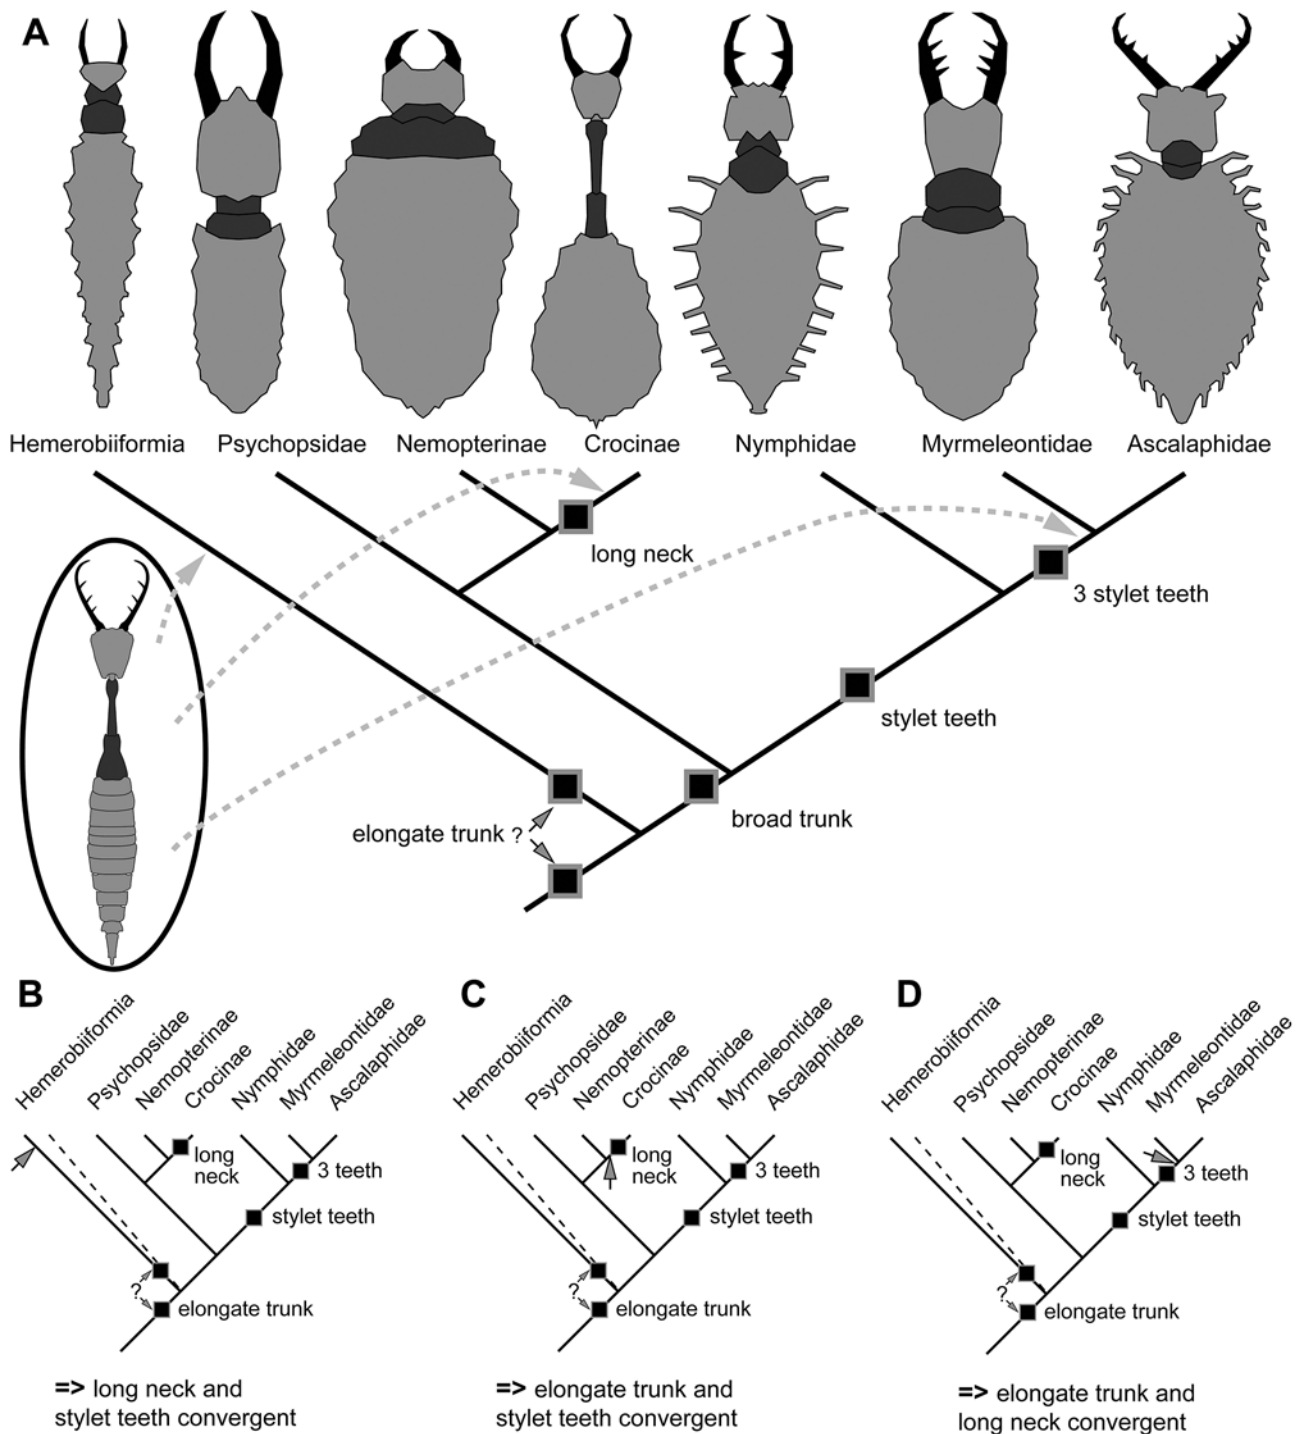 A
Hemerobiiformia Psychopsidae Nemopterinae Crocinae Nymphidae Myrmeleontidae Ascalaphidae
long neck
3 stylet teeth
stylet teeth
elongate trunk ?
broad trunk
B
Hemerobiiformia
Psychopsidae
Nemopterinae
Crocinae
Nymphidae
Myrmeleontidae
Ascalaphidae
long
neck
3 teeth
stylet teeth
?
elongate trunk
=> long neck and
stylet teeth convergent
C
Hemerobiiformia
Psychopsidae
Nemopterinae
Crocinae
Nymphidae
Myrmeleontidae
Ascalaphidae
long
neck
3 teeth
stylet teeth
?
elongate trunk
=> elongate trunk and
stylet teeth convergent
D
Hemerobiiformia
Psychopsidae
Nemopterinae
Crocinae
Nymphidae
Myrmeleontidae
Ascalaphidae
long
neck
3 teeth
stylet teeth
?
elongate trunk
=> elongate trunk and
long neck convergent